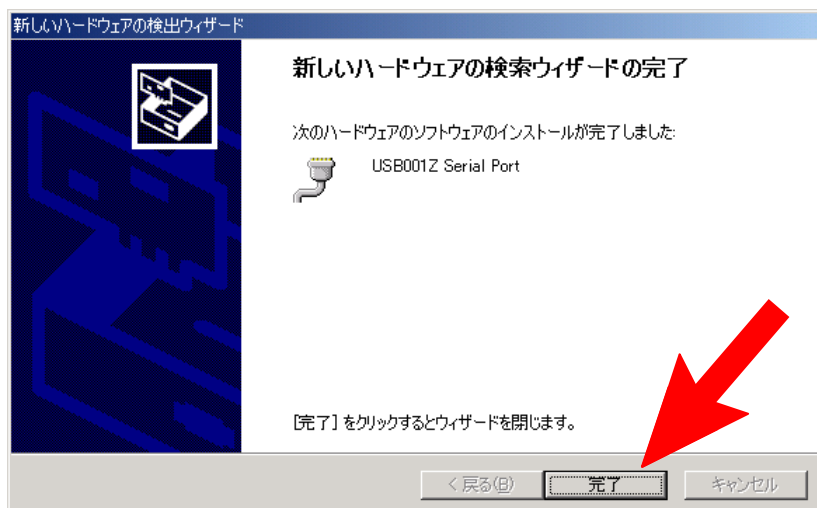 新しいハードウェアの検出ウィザード
新しいハードウェアの検索ウィザードの完了
次のハードウェアのソフトウェアのインストールが完了しました:
USB001Z Serial Port
[完了] をクリックするとウィザードを閉じます。
< 戻る(B) 完了 キャンセル